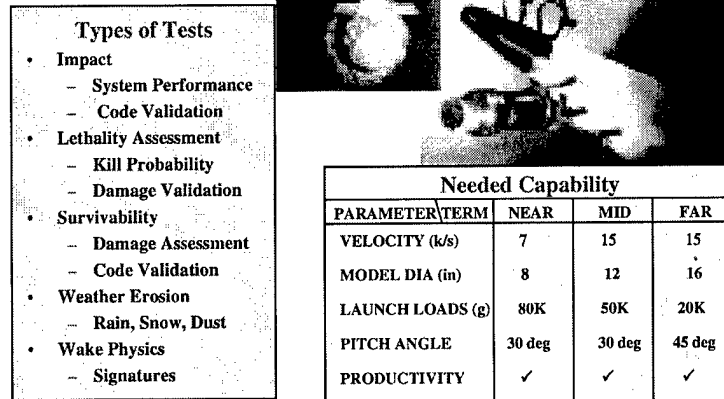 Types of Tests
• Impact
– System Performance
– Code Validation
• Lethality Assessment
– Kill Probability
– Damage Validation
• Survivability
– Damage Assessment
– Code Validation
• Weather Erosion
– Rain, Snow, Dust
• Wake Physics
– Signatures
Needed Capability
PARAMETER\TERM NEAR MID FAR
VELOCITY (k/s) 7 15 15
MODEL DIA (in) 8 12 16
LAUNCH LOADS (g) 80K 50K 20K
PITCH ANGLE 30 deg 30 deg 45 deg
PRODUCTIVITY ✓ ✓ ✓